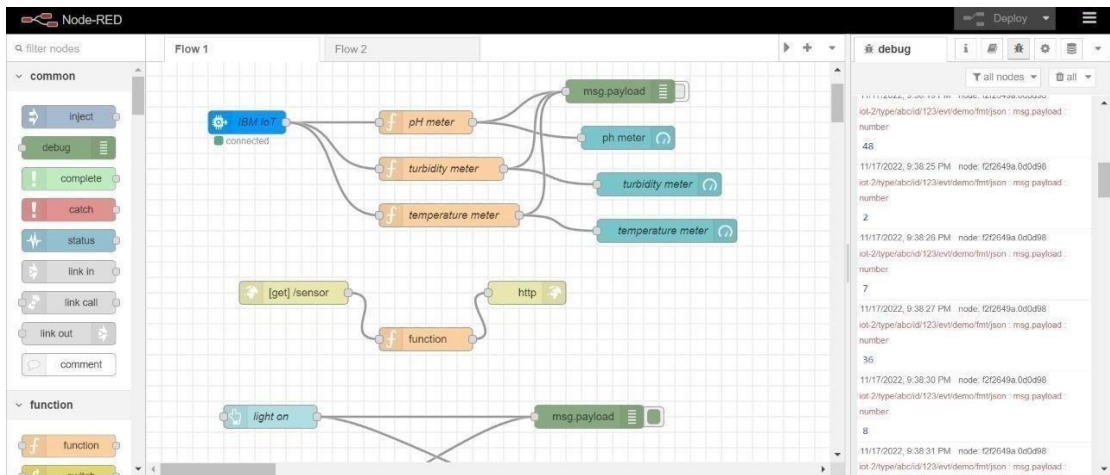 Node-RED
Deploy
filter nodes
Flow 1
Flow 2
debug
i
all nodes
all
common
inject
debug
complete
catch
status
link in
link call
link out
comment
function
function
IBM IoT
connected
pH meter
turbidity meter
temperature meter
msg.payload
ph meter
turbidity meter
temperature meter
[get] /sensor
function
http
light on
msg.payload
iot-2/type/abc/id/123/evt/demo/fmt/json : msg.payload :
number
48
11/17/2022, 9:38:25 PM node: f2f2649a.0d0d98
iot-2/type/abc/id/123/evt/demo/fmt/json : msg.payload :
number
2
11/17/2022, 9:38:26 PM node: f2f2649a.0d0d98
iot-2/type/abc/id/123/evt/demo/fmt/json : msg.payload :
number
7
11/17/2022, 9:38:27 PM node: f2f2649a.0d0d98
iot-2/type/abc/id/123/evt/demo/fmt/json : msg.payload :
number
36
11/17/2022, 9:38:30 PM node: f2f2649a.0d0d98
iot-2/type/abc/id/123/evt/demo/fmt/json : msg.payload :
number
8
11/17/2022, 9:38:31 PM node: f2f2649a.0d0d98
iot-2/type/abc/id/123/evt/demo/fmt/json : msg.payload :